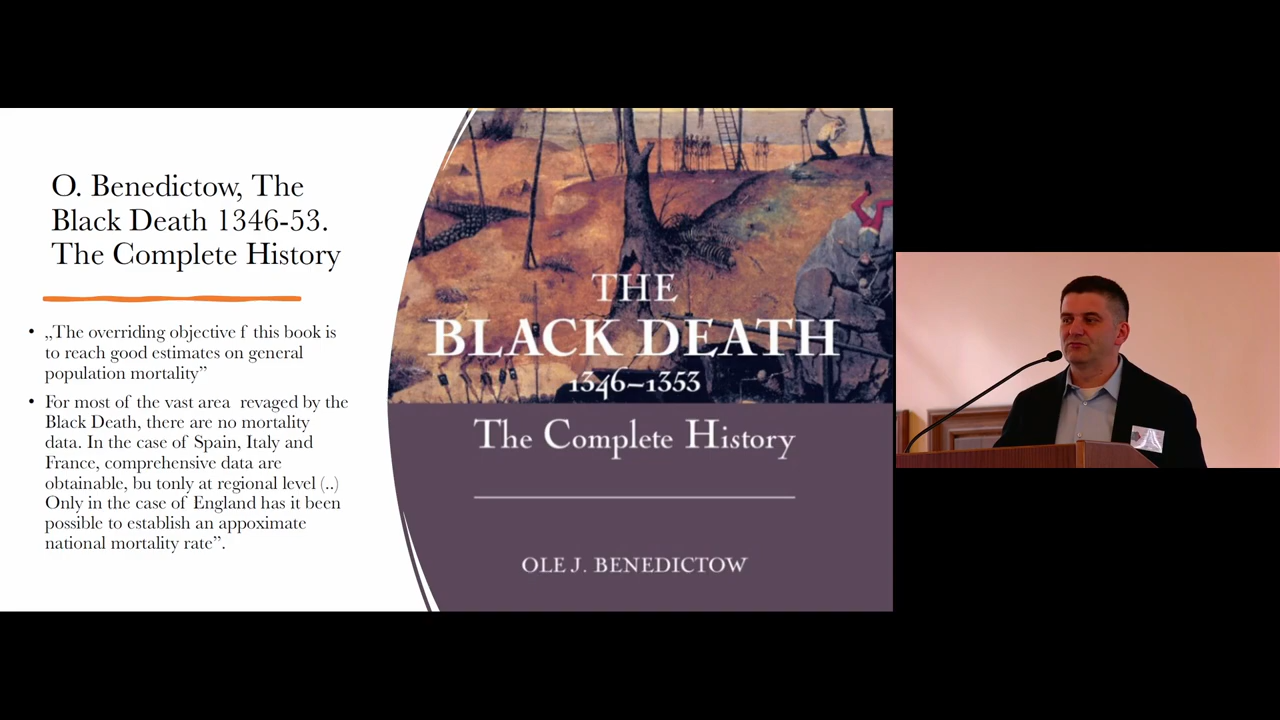 O. Benedictow, The
Black Death 1346-53.
The Complete History
• „The overriding objective f this book is
to reach good estimates on general
population mortality”
• For most of the vast area revaged by the
Black Death, there are no mortality
data. In the case of Spain, Italy and
France, comprehensive data are
obtainable, bu tonly at regional level (..)
Only in the case of England has it been
possible to establish an appoximate
national mortality rate”.
THE
BLACK DEATH
1346–1353
The Complete History
OLE J. BENEDICTOW